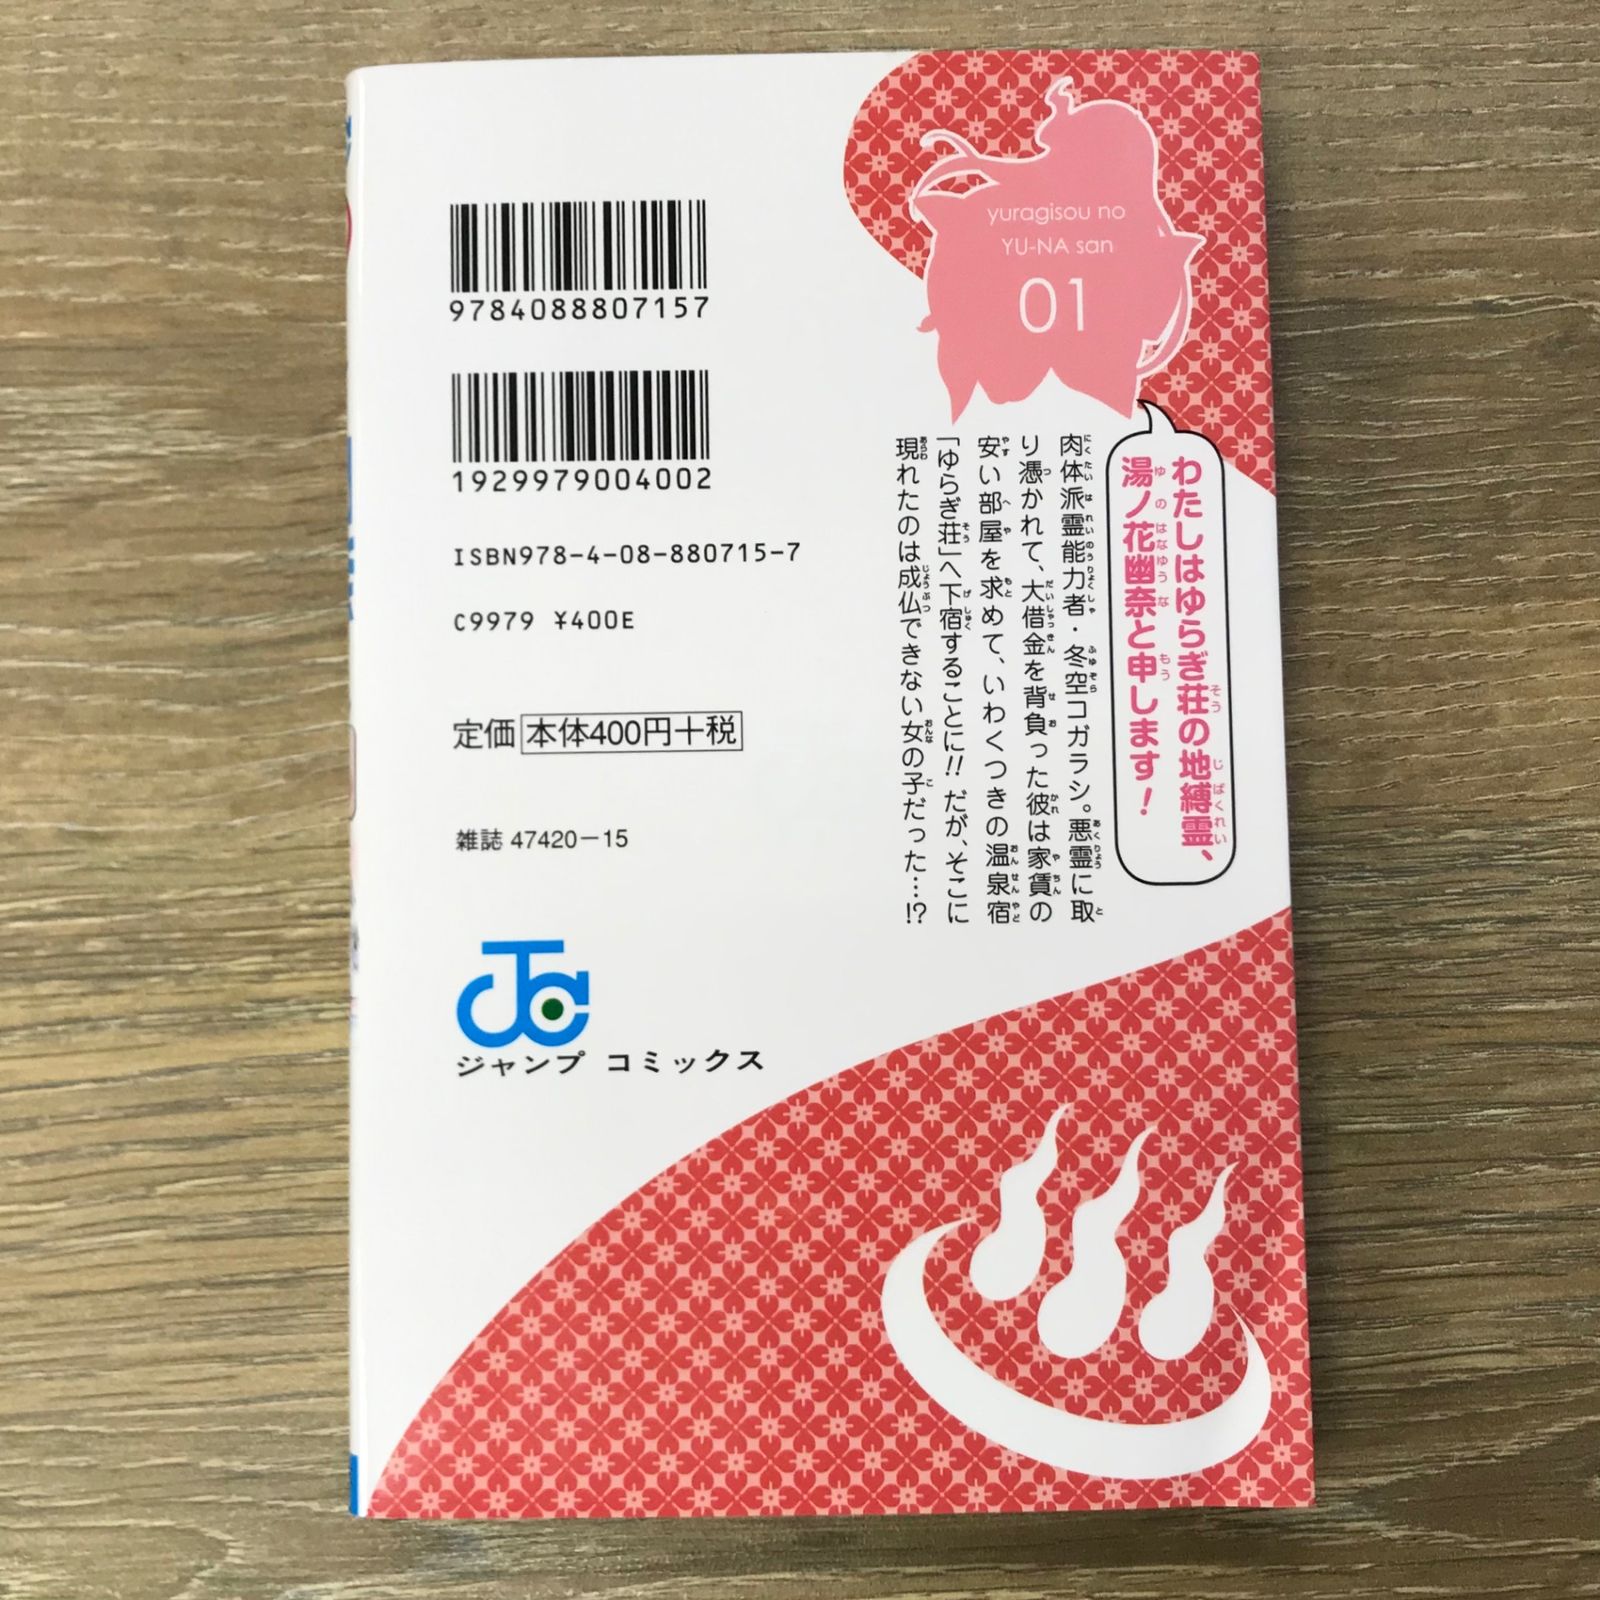 yuragisou no
YU-NA san
01
わたしはゆらぎ荘の地縛霊、
湯ノ花幽奈と申します！
肉体派霊能力者・冬空コガラシ。悪霊に取
り憑かれて、大借金を背負った彼は家賃の
安い部屋を求めて、いわくつきの温泉宿
「ゆらぎ荘」へ下宿することに!! だが、そこに
現れたのは成仏できない女の子だった…!?
9784088807157
1929979004002
ISBN978-4-08-880715-7
C9979 ¥400E
定価 本体400円+税
雑誌 47420-15
JC
ジャンプ コミックス